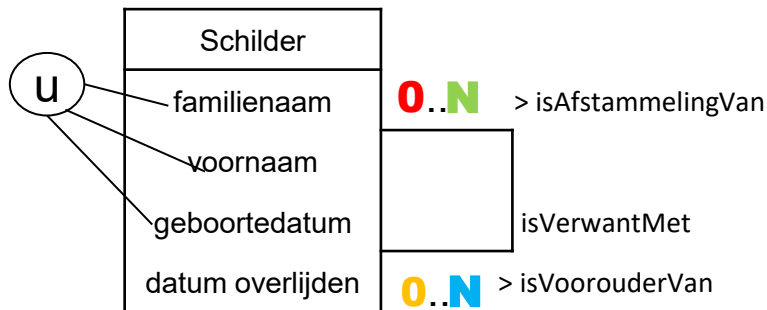 Schilder
u
familienaam
0..N > isAfstammelingVan
voornaam
geboortedatum
isVerwantMet
datum overlijden
0..N > isVoorouderVan